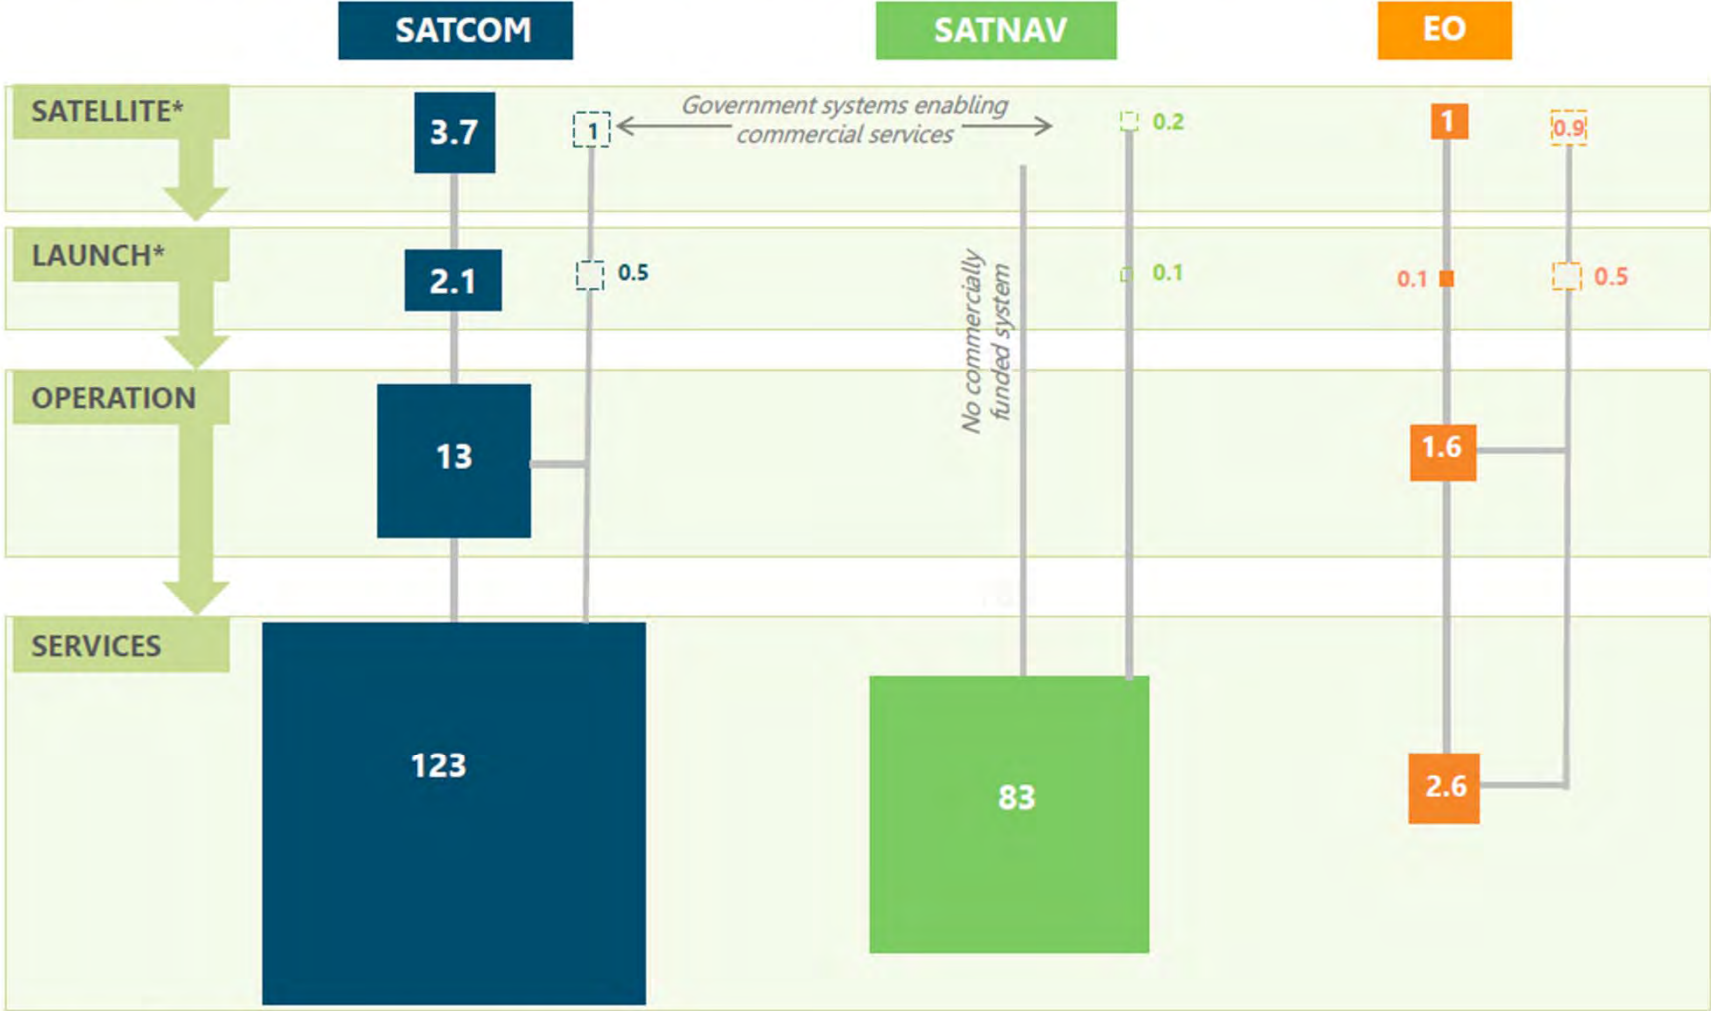 SATCOM
SATNAV
EO
SATELLITE*
3.7
1
Government systems enabling
commercial services
0.2
1
0.9
LAUNCH*
2.1
0.5
0.1
0.1
0.5
No commercially
funded system
OPERATION
13
1.6
SERVICES
123
83
2.6